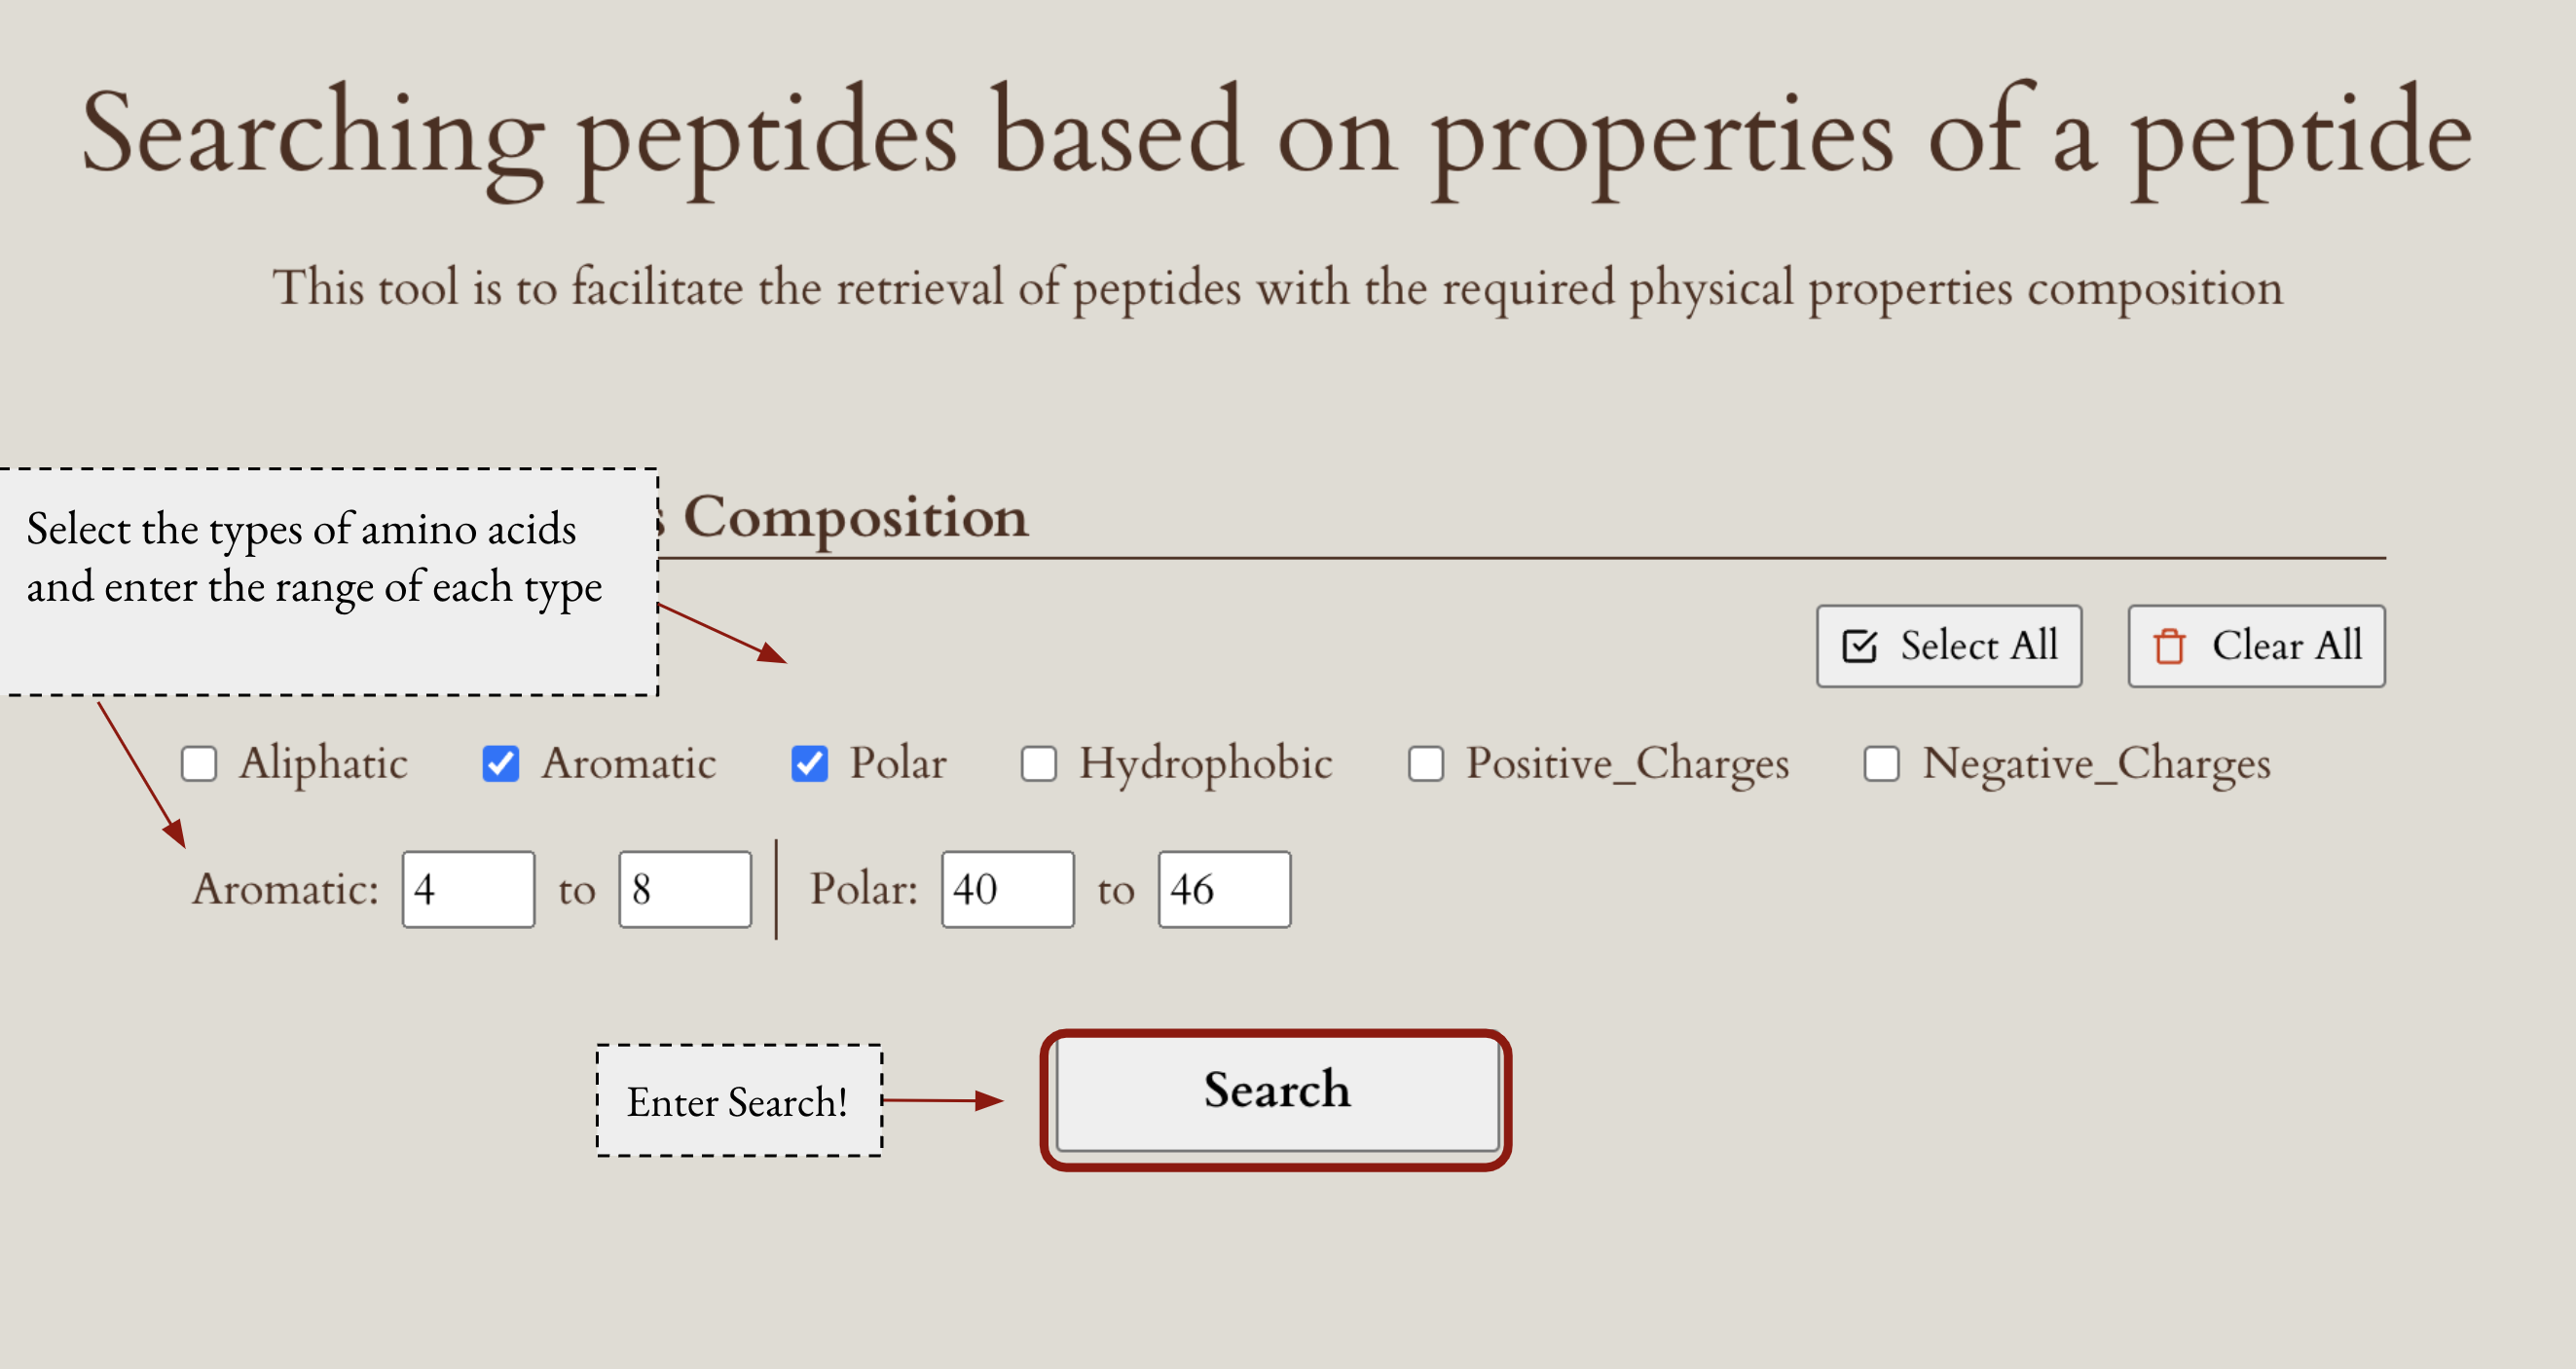 Searching peptides based on properties of a peptide
This tool is to facilitate the retrieval of peptides with the required physical properties composition
Select the types of amino acids
and enter the range of each type
Composition
Select All
Clear All
Aliphatic
Aromatic
Polar
Hydrophobic
Positive_Charges
Negative_Charges
Aromatic: 4 to 8
Polar: 40 to 46
Enter Search!
Search